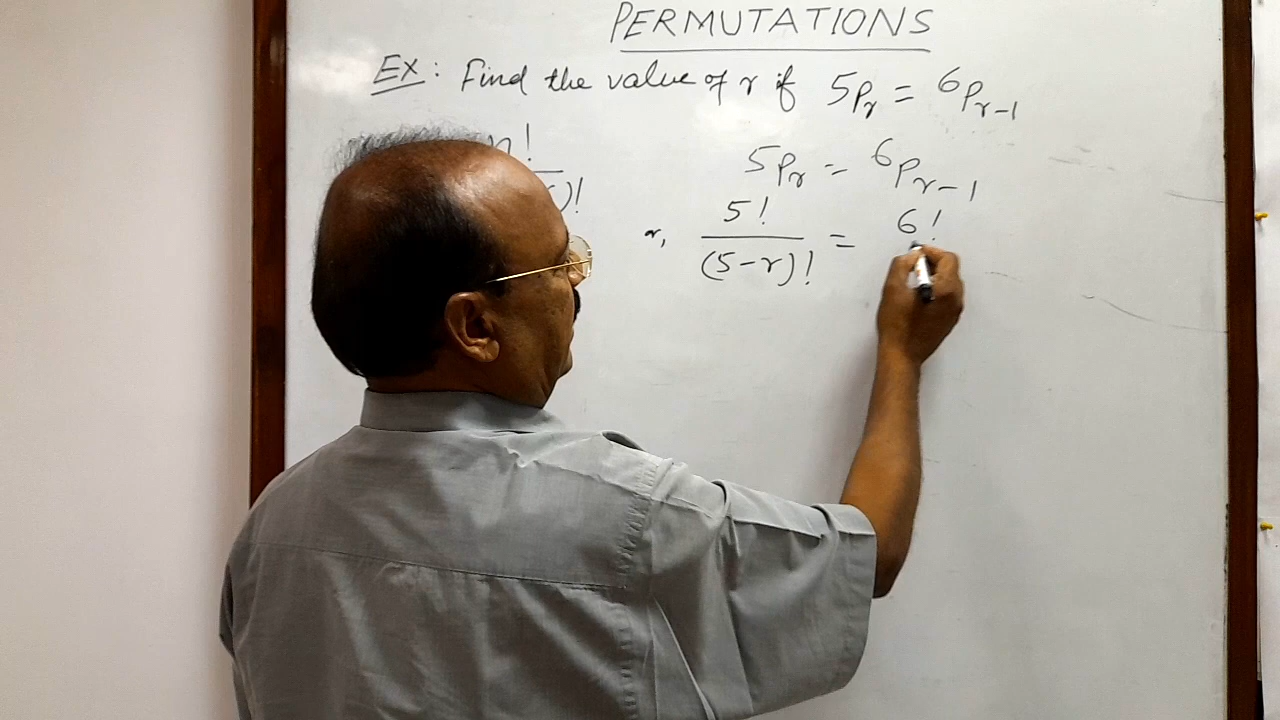 PERMUTATIONS
Ex: Find the value of r if 5Pr = ⁶Pr-1
n!
)!
5Pr = ⁶Pr-1
or, 5! / (5-r)! = 6!